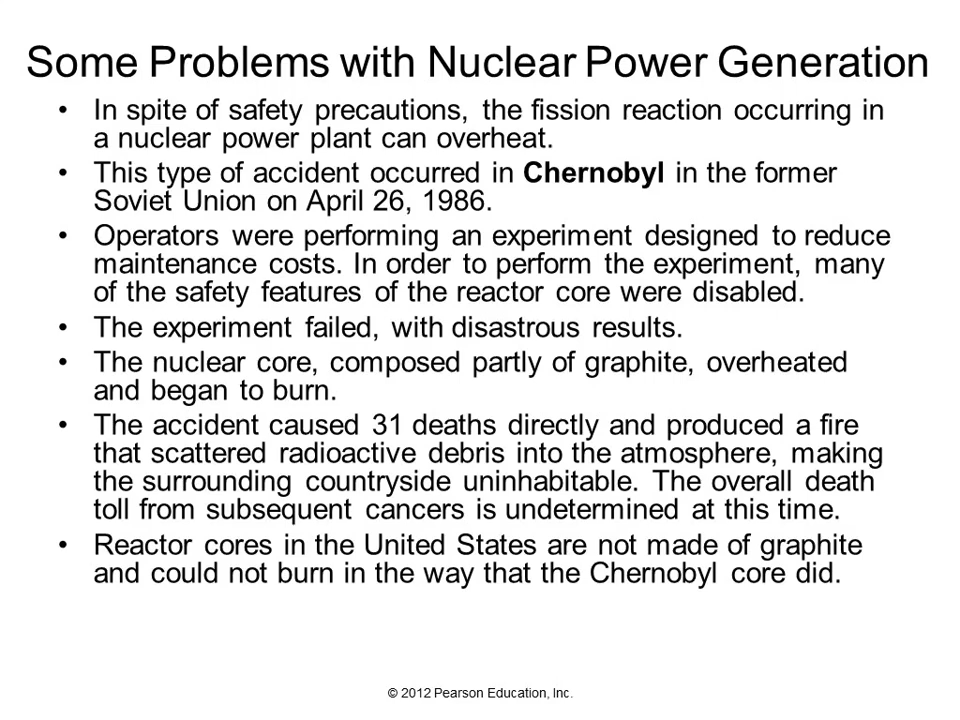 Some Problems with Nuclear Power Generation
• In spite of safety precautions, the fission reaction occurring in
a nuclear power plant can overheat.
• This type of accident occurred in Chernobyl in the former
Soviet Union on April 26, 1986.
• Operators were performing an experiment designed to reduce
maintenance costs. In order to perform the experiment, many
of the safety features of the reactor core were disabled.
• The experiment failed, with disastrous results.
• The nuclear core, composed partly of graphite, overheated
and began to burn.
• The accident caused 31 deaths directly and produced a fire
that scattered radioactive debris into the atmosphere, making
the surrounding countryside uninhabitable. The overall death
toll from subsequent cancers is undetermined at this time.
• Reactor cores in the United States are not made of graphite
and could not burn in the way that the Chernobyl core did.
© 2012 Pearson Education, Inc.